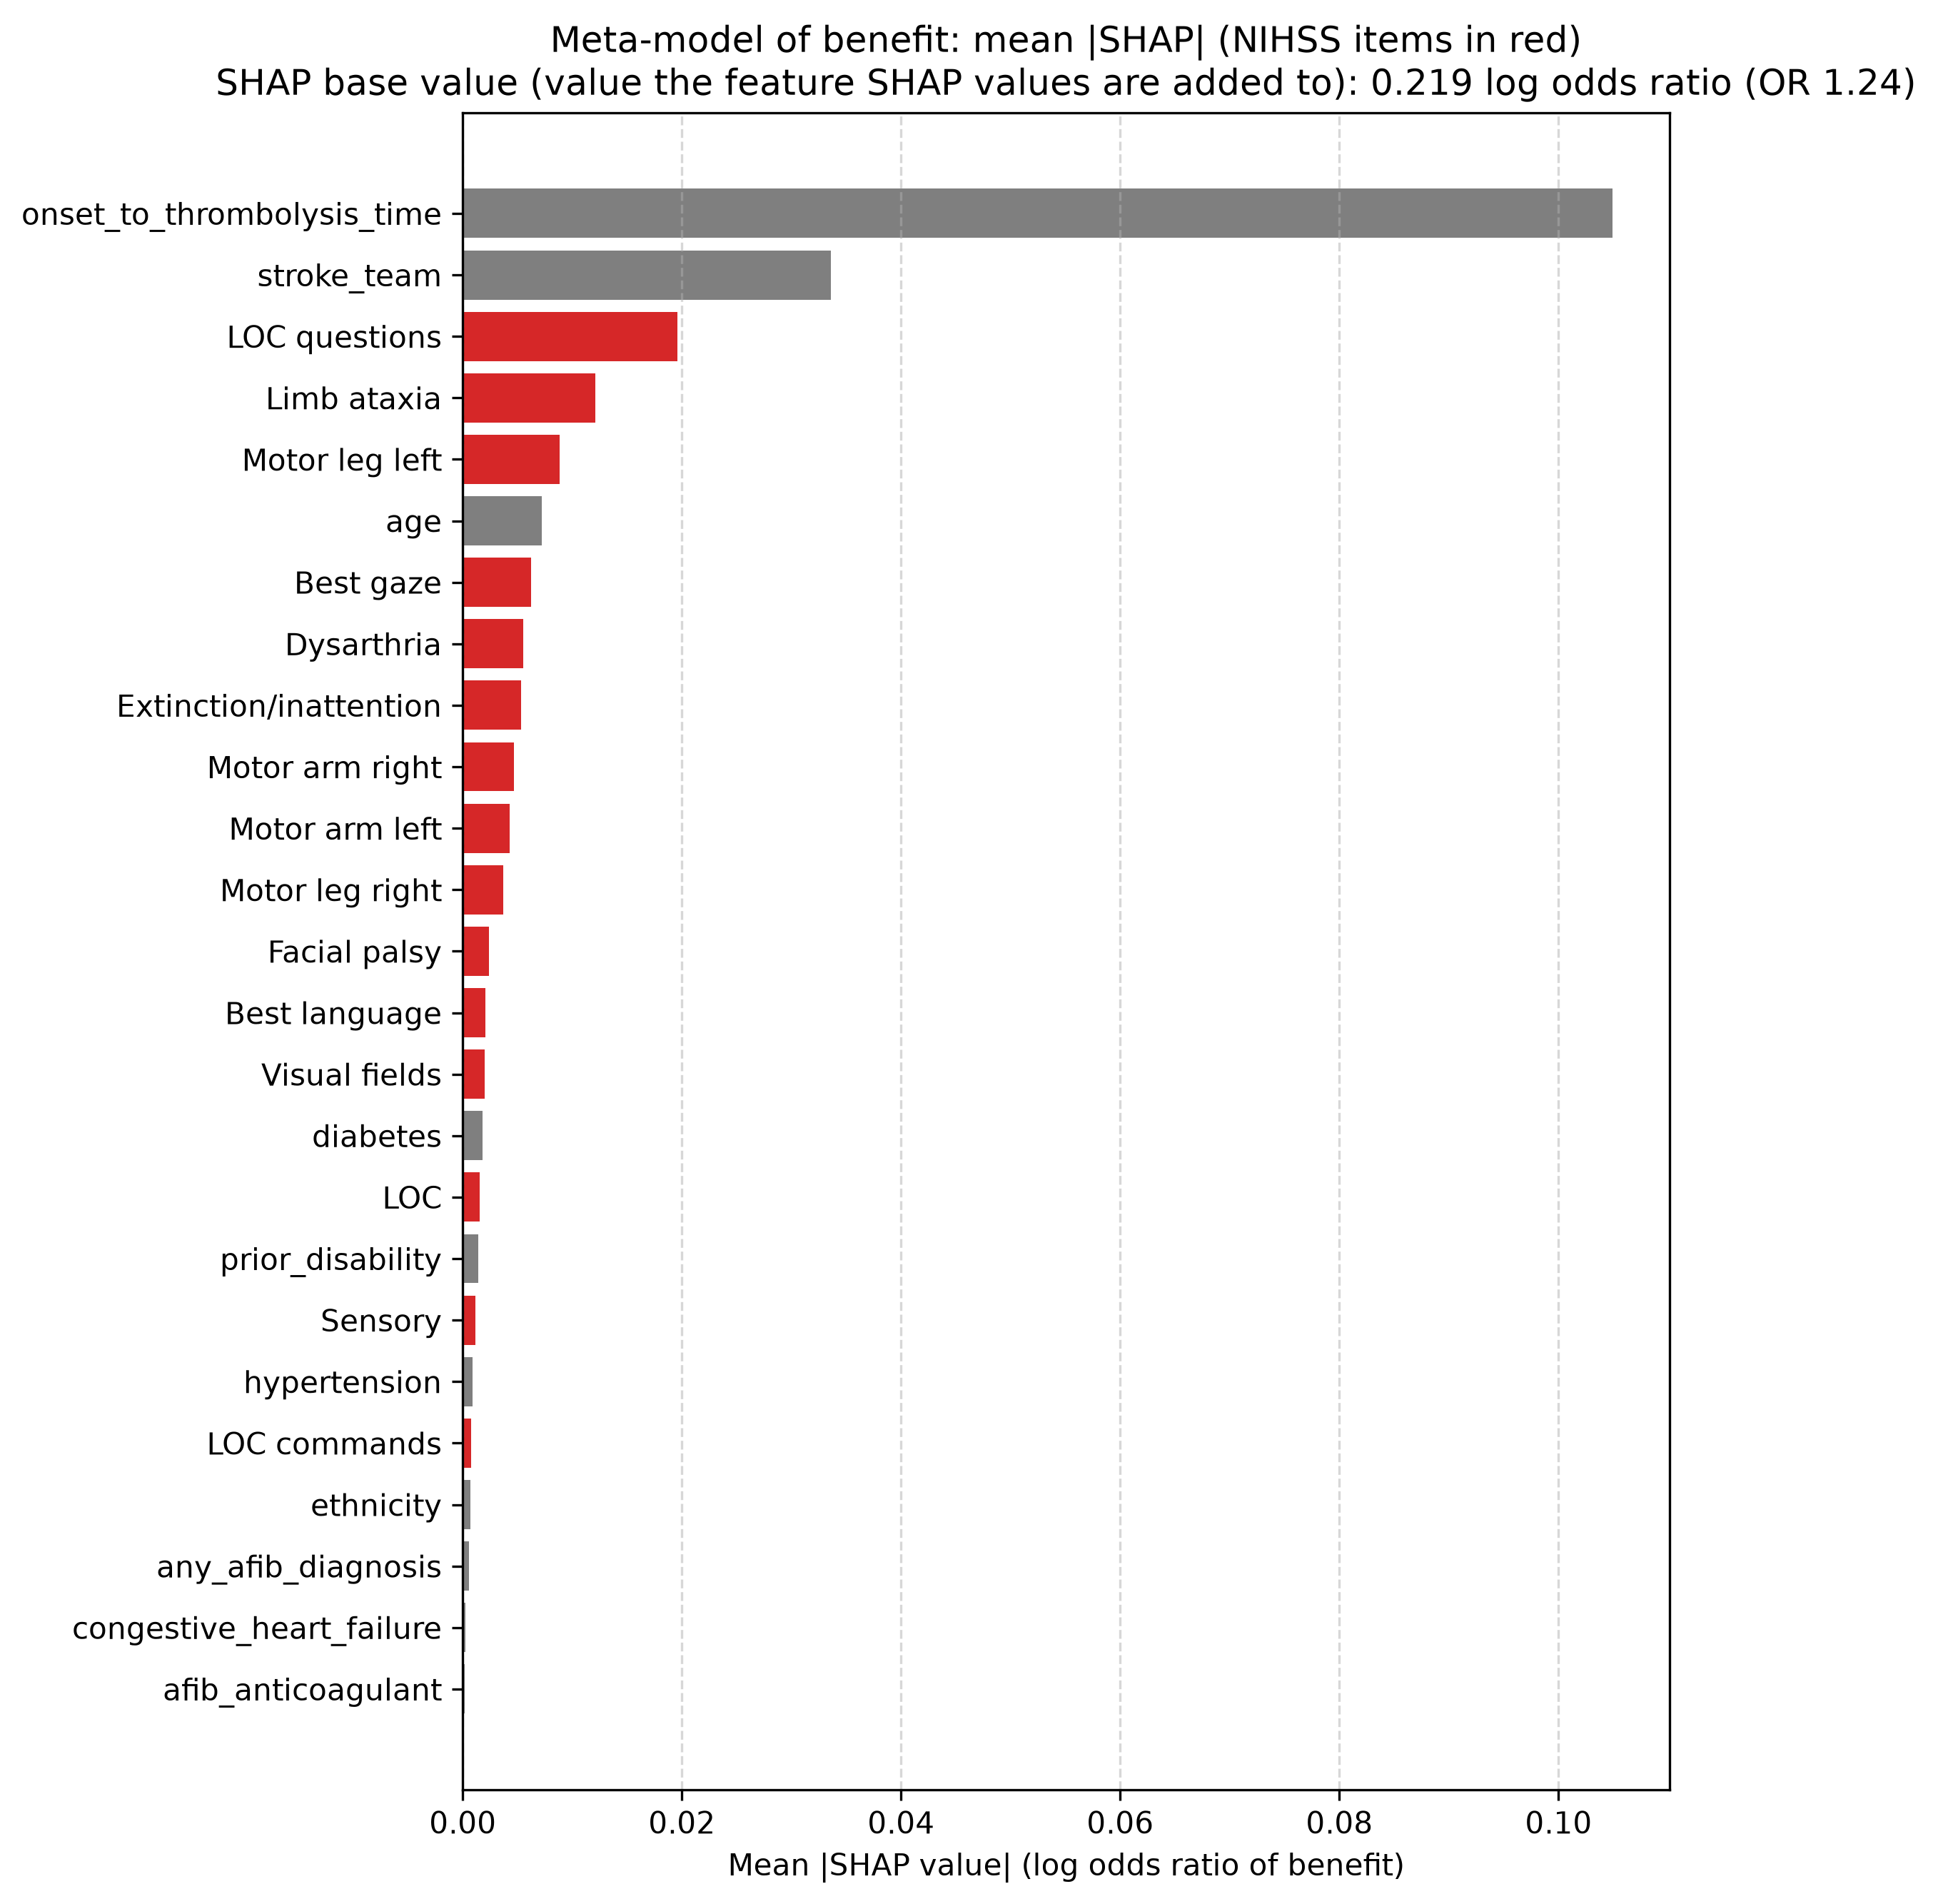 Meta-model of benefit: mean |SHAP| (NIHSS items in red)
SHAP base value (value the feature SHAP values are added to): 0.219 log odds ratio (OR 1.24)
onset_to_thrombolysis_time
stroke_team
LOC questions
Limb ataxia
Motor leg left
age
Best gaze
Dysarthria
Extinction/inattention
Motor arm right
Motor arm left
Motor leg right
Facial palsy
Best language
Visual fields
diabetes
LOC
prior_disability
Sensory
hypertension
LOC commands
ethnicity
any_afib_diagnosis
congestive_heart_failure
afib_anticoagulant
0.00 0.02 0.04 0.06 0.08 0.10
Mean |SHAP value| (log odds ratio of benefit)